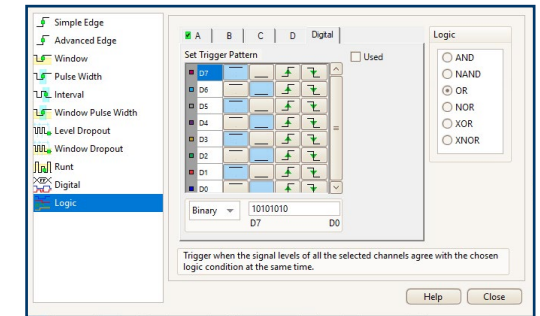 Simple Edge
Advanced Edge
Window
Pulse Width
Interval
Window Pulse Width
Level Dropout
Window Dropout
Runt
Digital
Logic
A B C D Digital
Set Trigger Pattern
Used
D7
D6
D5
D4
D3
D2
D1
D0
Binary 10101010
D7 D0
Logic
AND
NAND
OR
NOR
XOR
XNOR
Trigger when the signal levels of all the selected channels agree with the chosen
logic condition at the same time.
Help Close